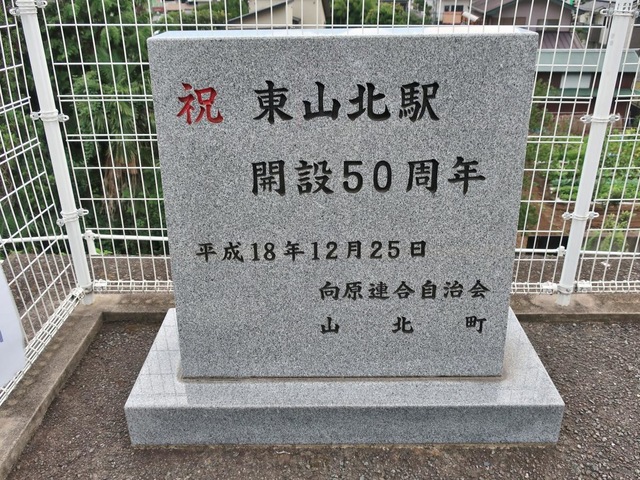 祝 東山北駅
開設50周年
平成18年12月25日
向原連合自治会
山北町